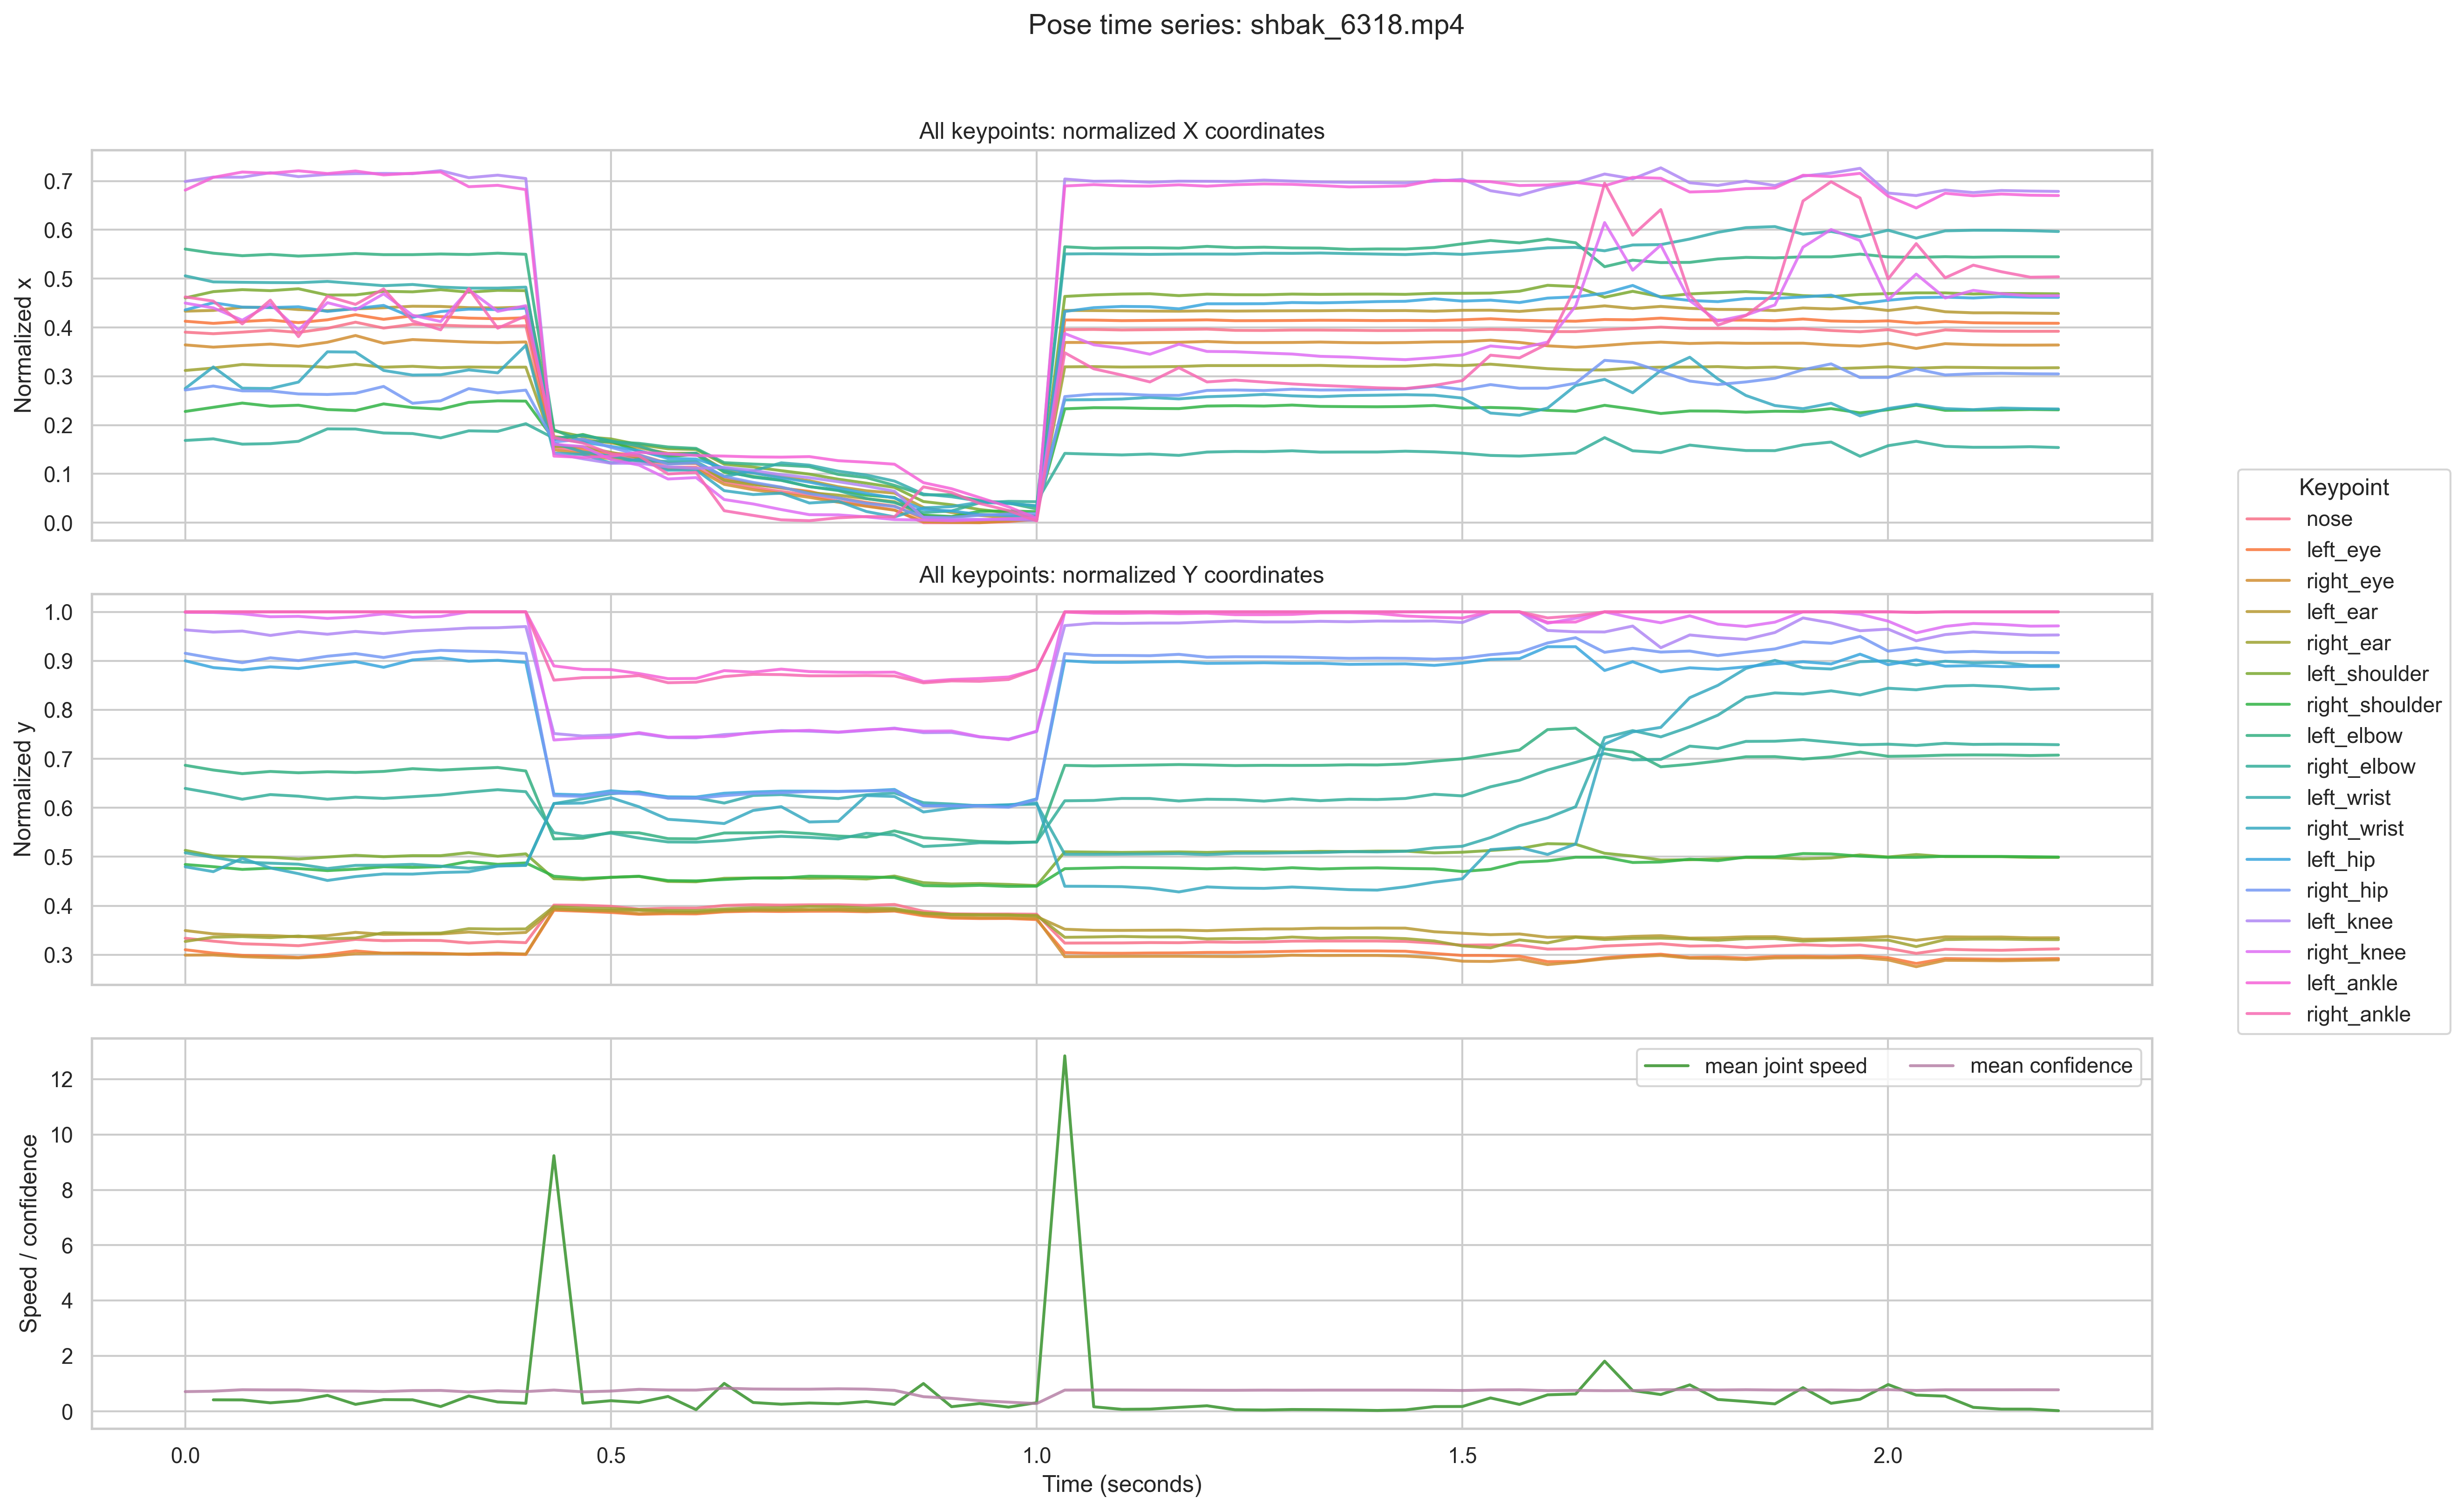 Pose time series: shbak_6318.mp4
All keypoints: normalized X coordinates
Normalized x
0.7
0.6
0.5
0.4
0.3
0.2
0.1
0.0
All keypoints: normalized Y coordinates
Normalized y
1.0
0.9
0.8
0.7
0.6
0.5
0.4
0.3
Speed / confidence
12
10
8
6
4
2
0
mean joint speed
mean confidence
0.0
0.5
1.0
1.5
2.0
Time (seconds)
Keypoint
nose
left_eye
right_eye
left_ear
right_ear
left_shoulder
right_shoulder
left_elbow
right_elbow
left_wrist
right_wrist
left_hip
right_hip
left_knee
right_knee
left_ankle
right_ankle